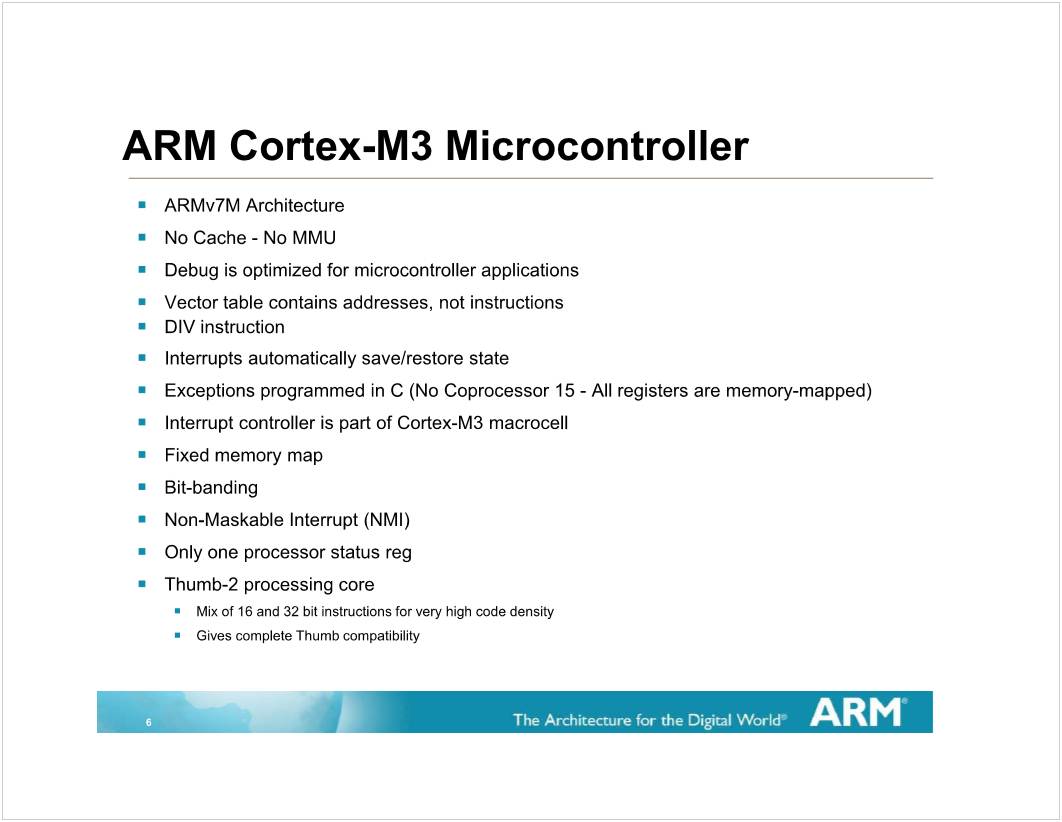 ARM Cortex-M3 Microcontroller
ARMv7M Architecture
No Cache - No MMU
Debug is optimized for microcontroller applications
Vector table contains addresses, not instructions
DIV instruction
Interrupts automatically save/restore state
Exceptions programmed in C (No Coprocessor 15 - All registers are memory-mapped)
Interrupt controller is part of Cortex-M3 macrocell
Fixed memory map
Bit-banding
Non-Maskable Interrupt (NMI)
Only one processor status reg
Thumb-2 processing core
Mix of 16 and 32 bit instructions for very high code density
Gives complete Thumb compatibility
6
The Architecture for the Digital World®
ARM®